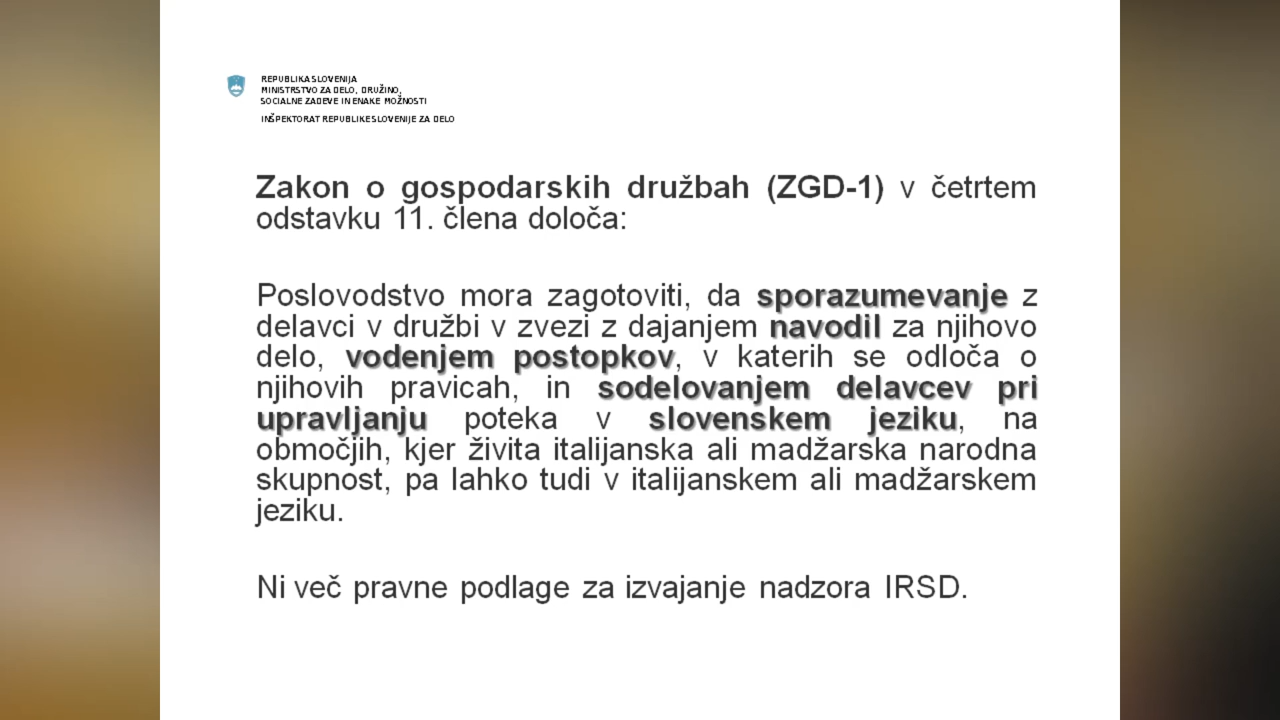 REPUBLIKA SLOVENIJA
MINISTRSTVO ZA DELO, DRUŽINO,
SOCIALNE ZADEVE IN ENAKE MOŽNOSTI
INŠPEKTORAT REPUBLIKE SLOVENIJE ZA DELO
Zakon o gospodarskih družbah (ZGD-1) v četrtem
odstavku 11. člena določa:
Poslovodstvo mora zagotoviti, da sporazumevanje z
delavci v družbi v zvezi z dajanjem navodil za njihovo
delo, vodenjem postopkov, v katerih se odloča o
njihovih pravicah, in sodelovanjem delavcev pri
upravljanju poteka v slovenskem jeziku, na
območjih, kjer živita italijanska ali madžarska narodna
skupnost, pa lahko tudi v italijanskem ali madžarskem
jeziku.
Ni več pravne podlage za izvajanje nadzora IRSD.